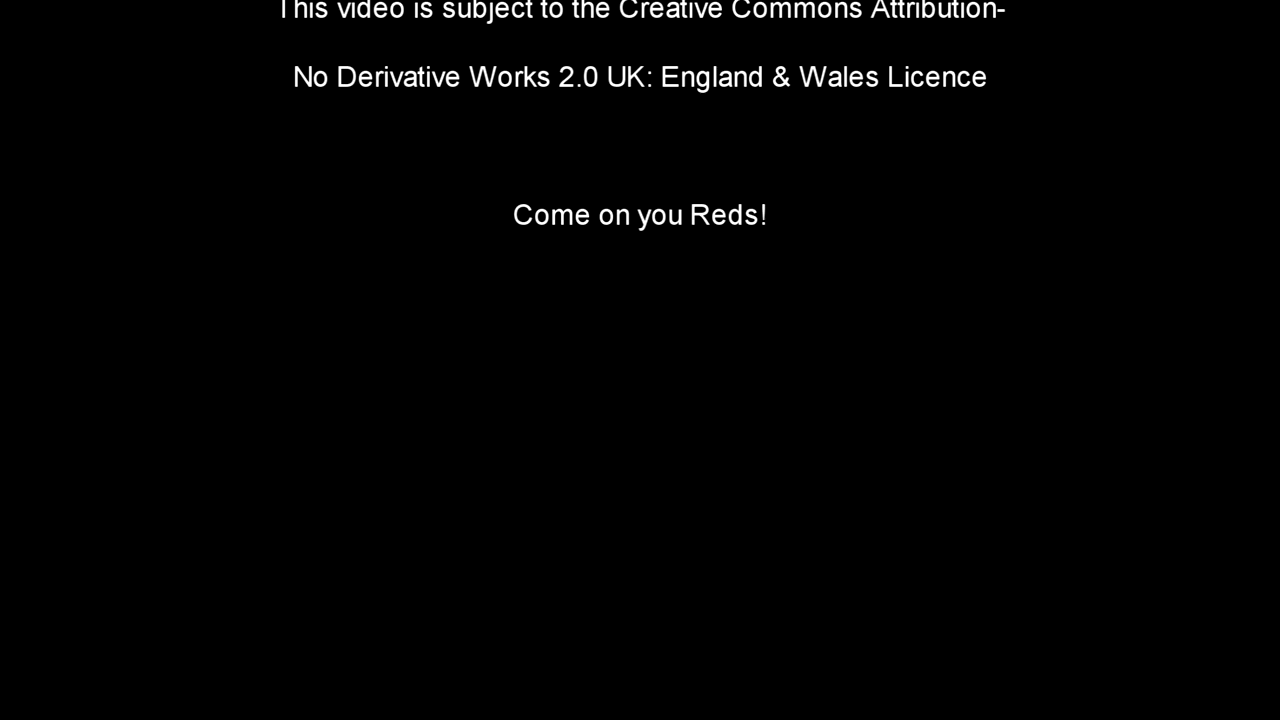 This video is subject to the Creative Commons Attribution-
No Derivative Works 2.0 UK: England & Wales Licence
Come on you Reds!